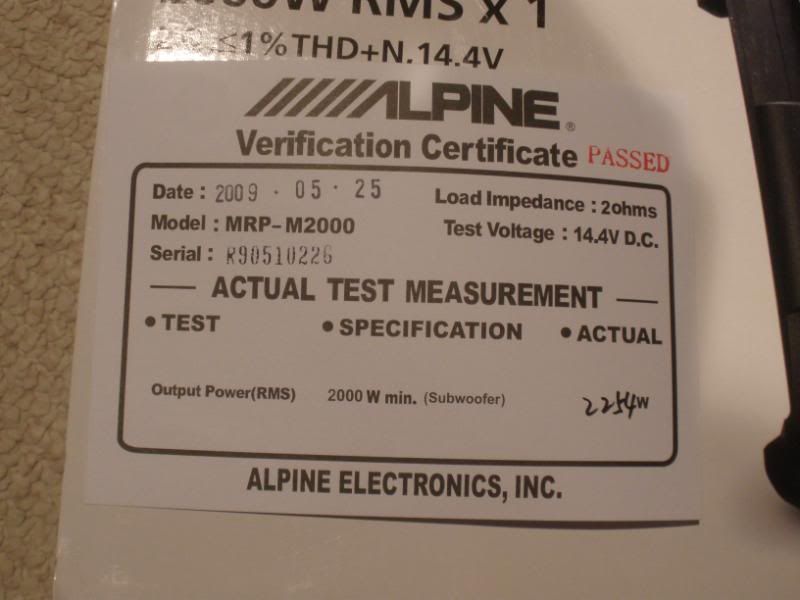 RMS x 1
≤1% THD+N, 14.4V
ALPINE®
Verification Certificate PASSED
Date : 2009 · 05 · 25
Load Impedance : 2ohms
Model : MRP-M2000
Test Voltage : 14.4V D.C.
Serial : R90510226
ACTUAL TEST MEASUREMENT
• TEST • SPECIFICATION • ACTUAL
Output Power(RMS) 2000 W min. (Subwoofer) 2254W
ALPINE ELECTRONICS, INC.